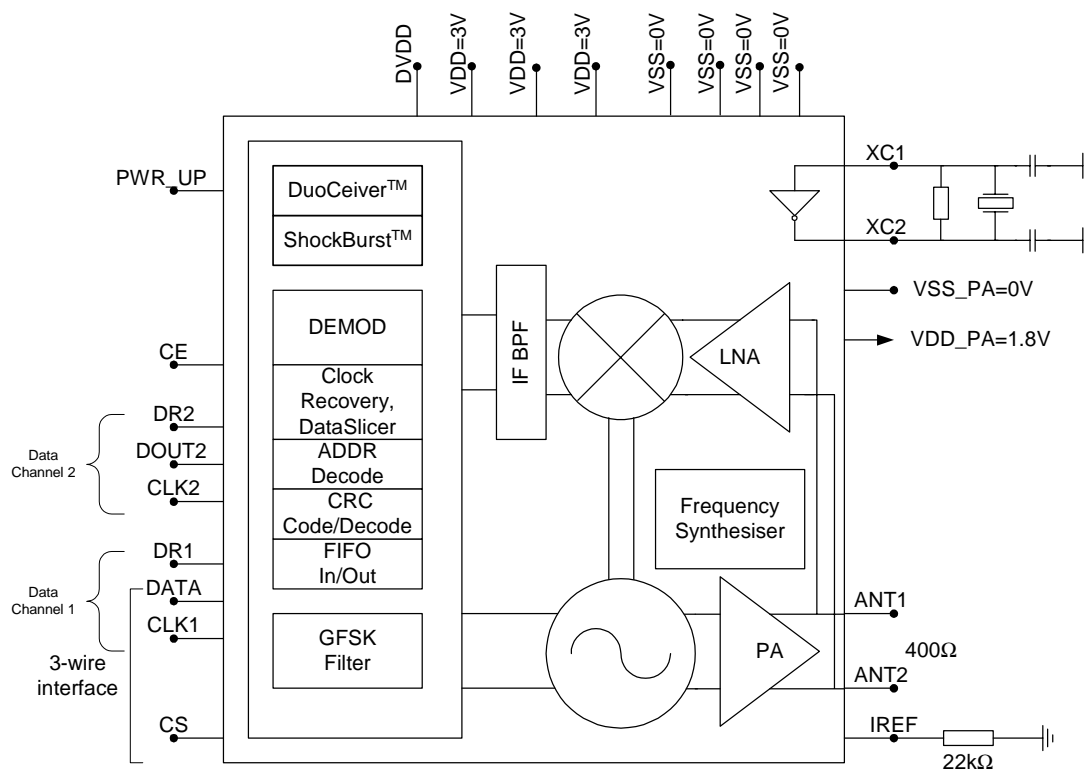 DVDD
VDD=3V
VDD=3V
VDD=3V
VSS=0V
VSS=0V
VSS=0V
VSS=0V
PWR_UP
CE
DR2
DOUT2
CLK2
Data
Channel 2
DR1
DATA
CLK1
Data
Channel 1
3-wire
interface
CS
DuoCeiver™
ShockBurst™
DEMOD
Clock
Recovery,
DataSlicer
ADDR
Decode
CRC
Code/Decode
FIFO
In/Out
GFSK
Filter
IF BPF
LNA
Frequency
Synthesiser
PA
XC1
XC2
VSS_PA=0V
VDD_PA=1.8V
ANT1
400Ω
ANT2
IREF
22kΩ